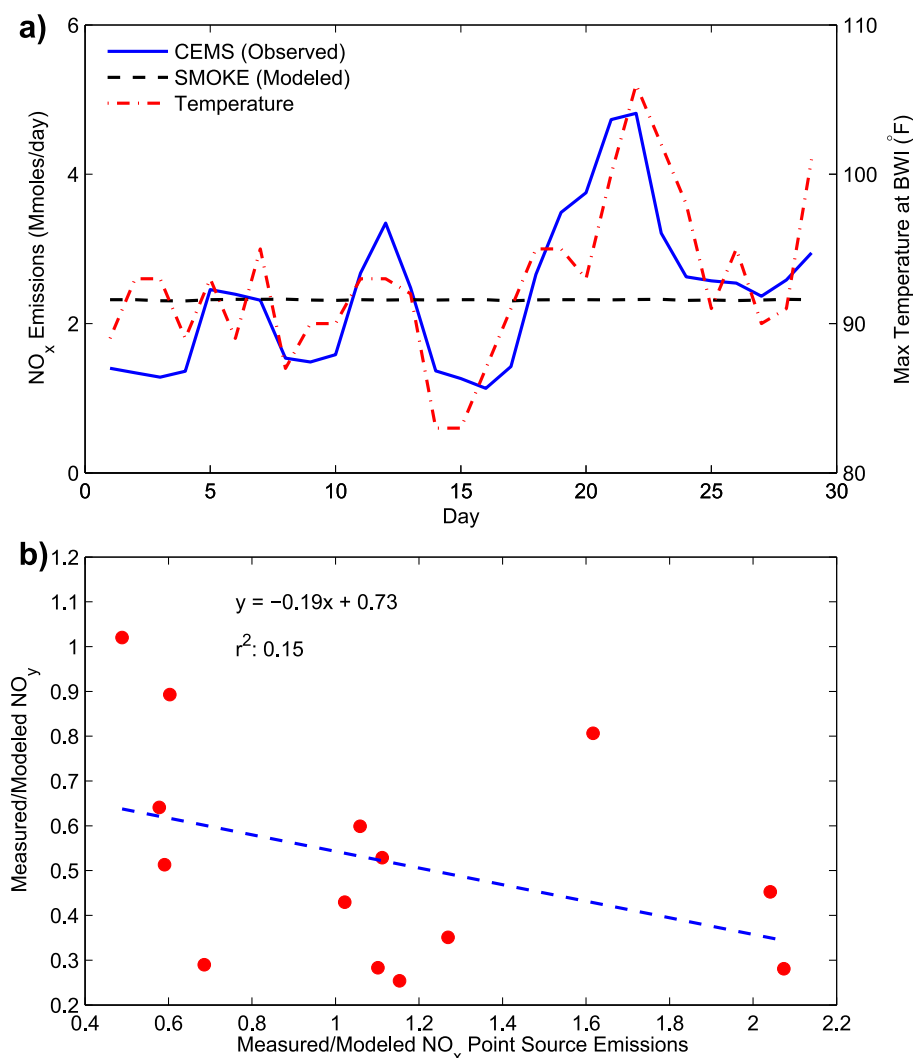 a)
6
4
2
0
NOx Emissions (Mmoles/day)
CEMS (Observed)
SMOKE (Modeled)
Temperature
110
100
90
80
Max Temperature at BWI (°F)
0 5 10 15 20 25 30
Day
b)
1.2
1.1
1
0.9
0.8
0.7
0.6
0.5
0.4
0.3
0.2
Measured/Modeled NOy
y = −0.19x + 0.73
r²: 0.15
0.4 0.6 0.8 1 1.2 1.4 1.6 1.8 2 2.2
Measured/Modeled NOx Point Source Emissions